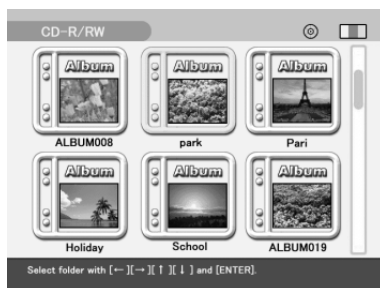 CD-R/RW
Album Album Album
ALBUM008 park Pari
Album Album Album
Holiday School ALBUM019
Select folder with [←][→][↑][↓] and [ENTER].